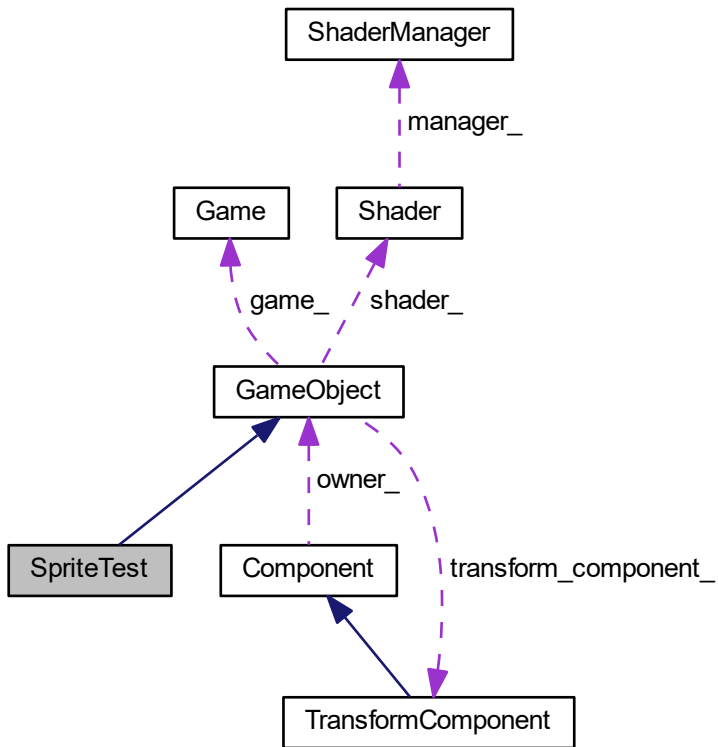 ShaderManager
manager_
Game
Shader
game_
shader_
GameObject
owner_
SpriteTest
Component
transform_component_
TransformComponent